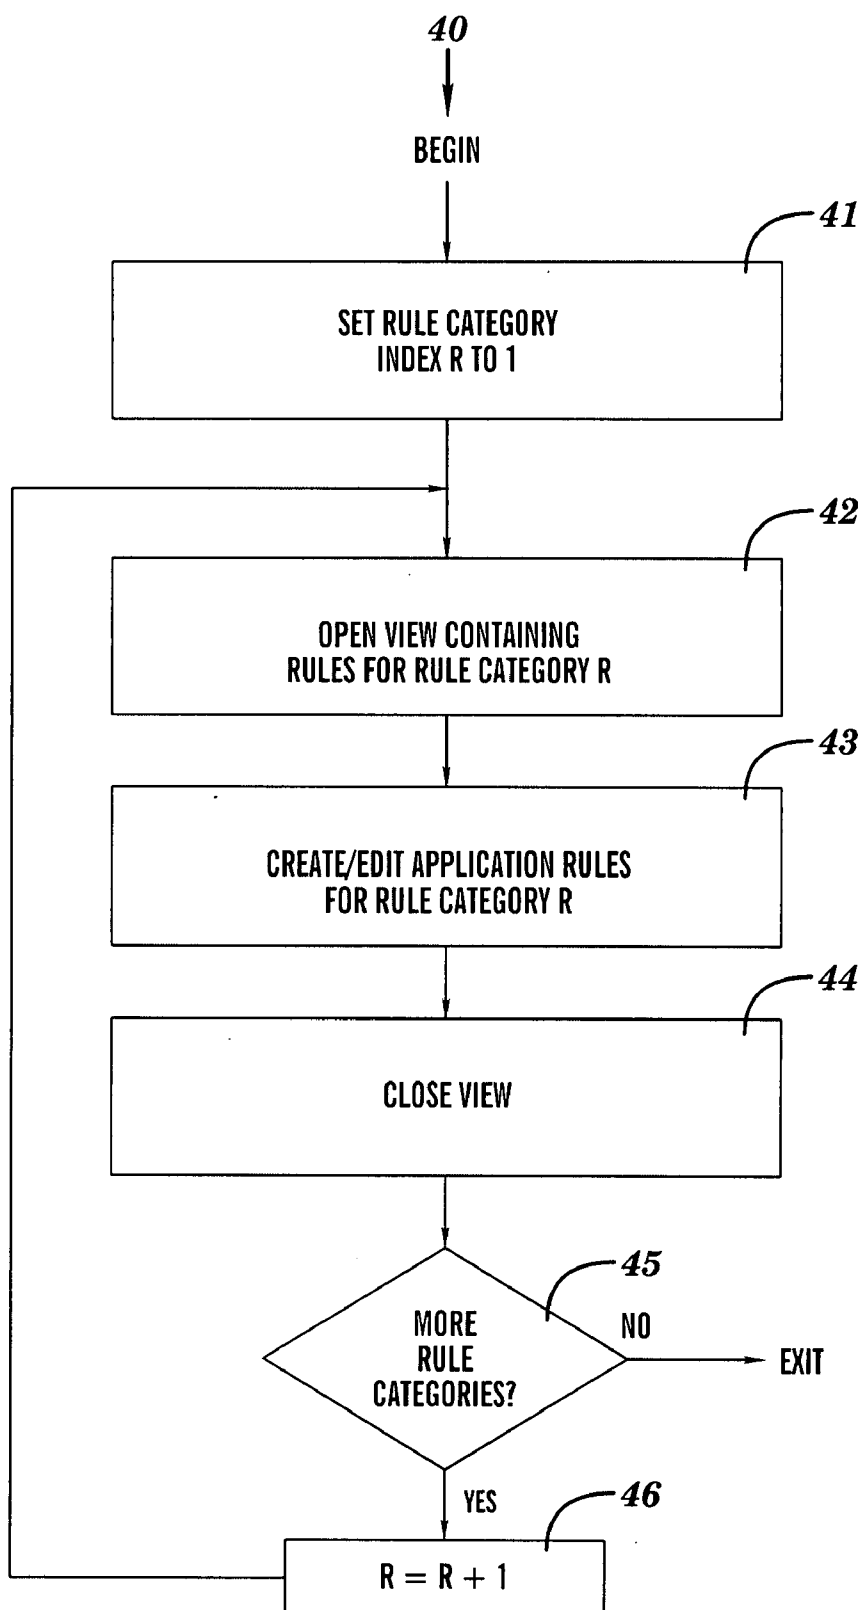 40
BEGIN
41
SET RULE CATEGORY
INDEX R TO 1
42
OPEN VIEW CONTAINING
RULES FOR RULE CATEGORY R
43
CREATE/EDIT APPLICATION RULES
FOR RULE CATEGORY R
44
CLOSE VIEW
45
MORE
RULE
CATEGORIES?
NO
EXIT
YES
46
R = R + 1